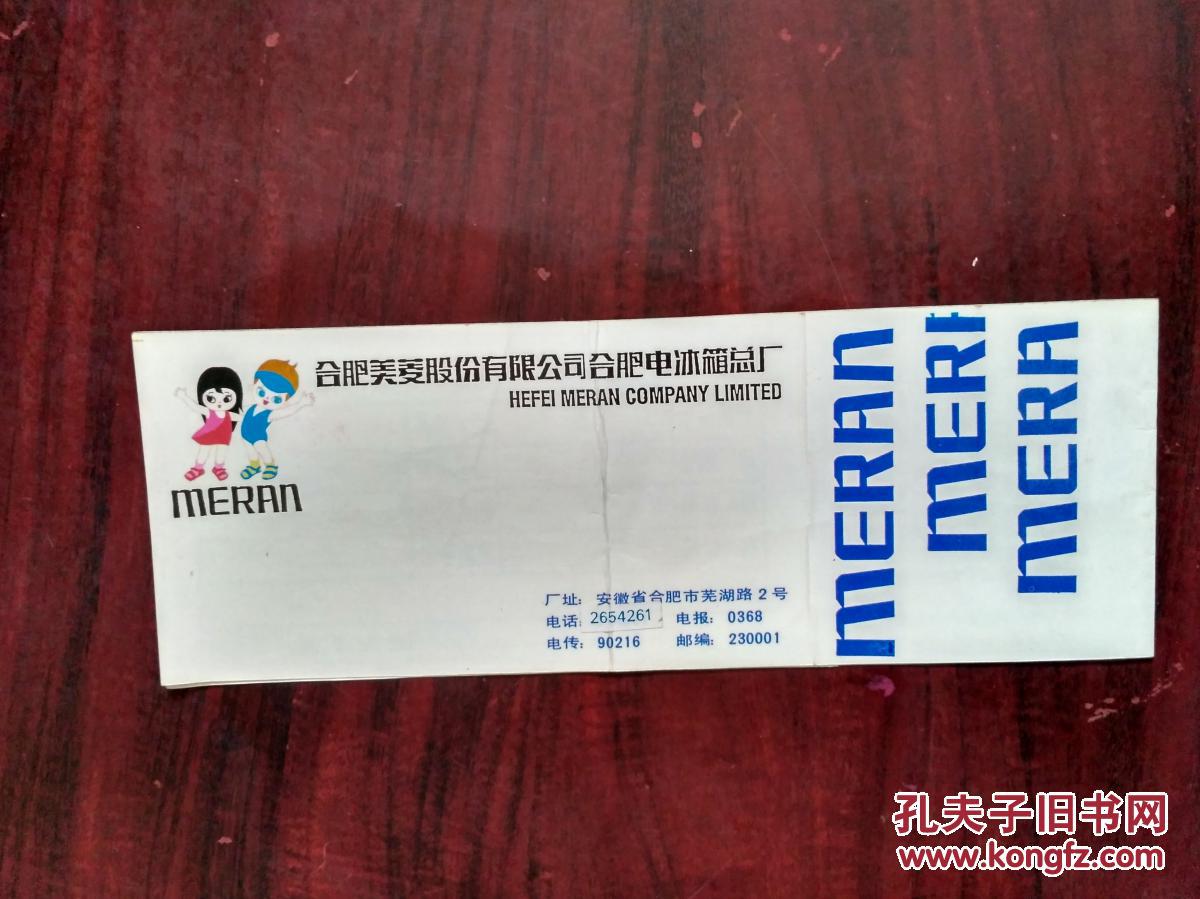 合肥美菱股份有限公司合肥电冰箱总厂
HEFEI MERAN COMPANY LIMITED
MERAN
厂址：安徽省合肥市芜湖路2号
电话：2654261 电报：0368
电传：90216 邮编：230001
MERAN
MERA
MERA
孔夫子旧书网
www.kongfz.com